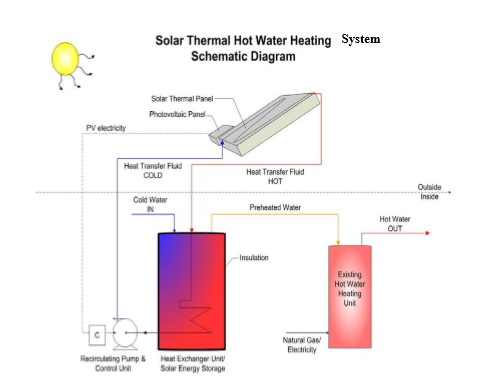 Solar Thermal Hot Water Heating System
Schematic Diagram
Solar Thermal Panel
Photovoltaic Panel
PV electricity
Heat Transfer Fluid
COLD
Heat Transfer Fluid
HOT
Outside
Inside
Cold Water
IN
Preheated Water
Hot Water
OUT
Insulation
Existing
Hot Water
Heating
Unit
C
Natural Gas/
Electricity
Recirculating Pump &
Control Unit
Heat Exchanger Unit/
Solar Energy Storage